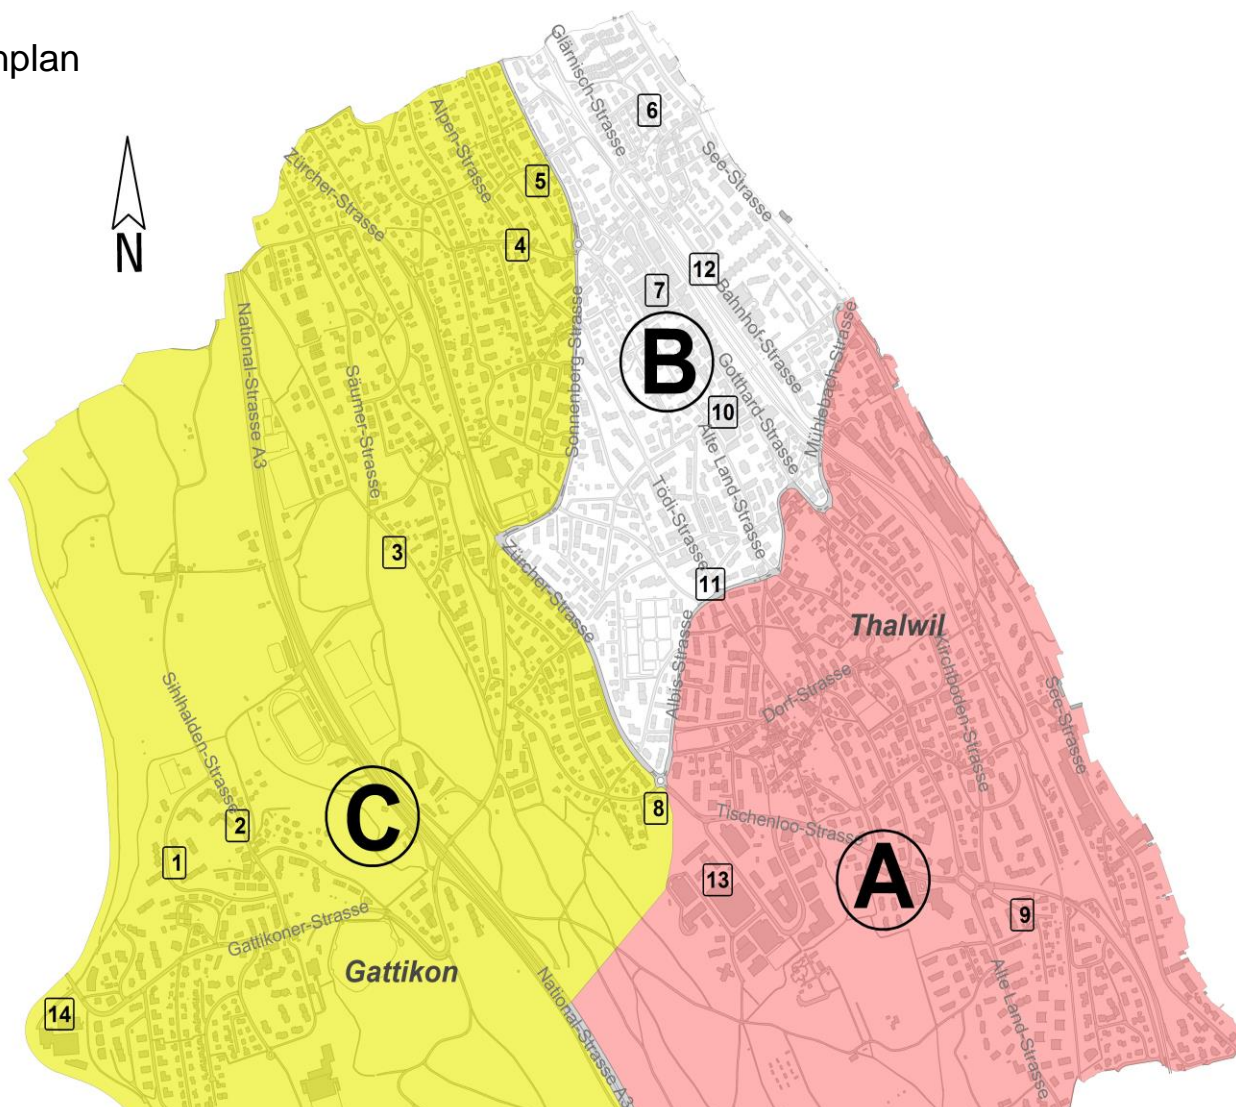 nplan
N
Glärnisch-Strasse
6
Alpen-Strasse
See-Strasse
Zürcher-Strasse
5
4
12
7
Bahnhof-Strasse
National-Strasse A3
Sonnenberg-Strasse
B
Mühlebach-Strasse
Säumer-Strasse
Gotthard-Strasse
10
Alte Land-Strasse
Tödi-Strasse
3
Zürcher-Strasse
11
Thalwil
Albis-Strasse
Kirchboden-Strasse
Dorf-Strasse
See-Strasse
Sihlhalden-Strasse
C
8
2
Tischenloo-Strasse
1
13
A
9
Gattikoner-Strasse
Gattikon
14
National-Strasse A3
Alte Land-Strasse